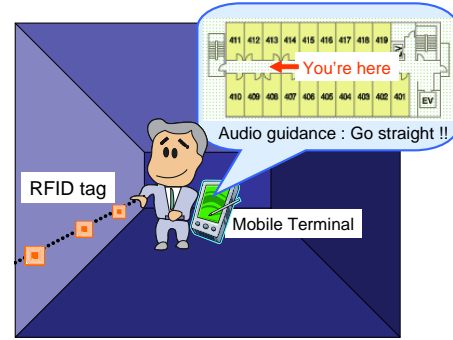 411 412 413 414 415 416 417 418 419
You're here
410 409 408 407 406 405 404 403 402 401
EV
Audio guidance : Go straight !!
RFID tag
Mobile Terminal